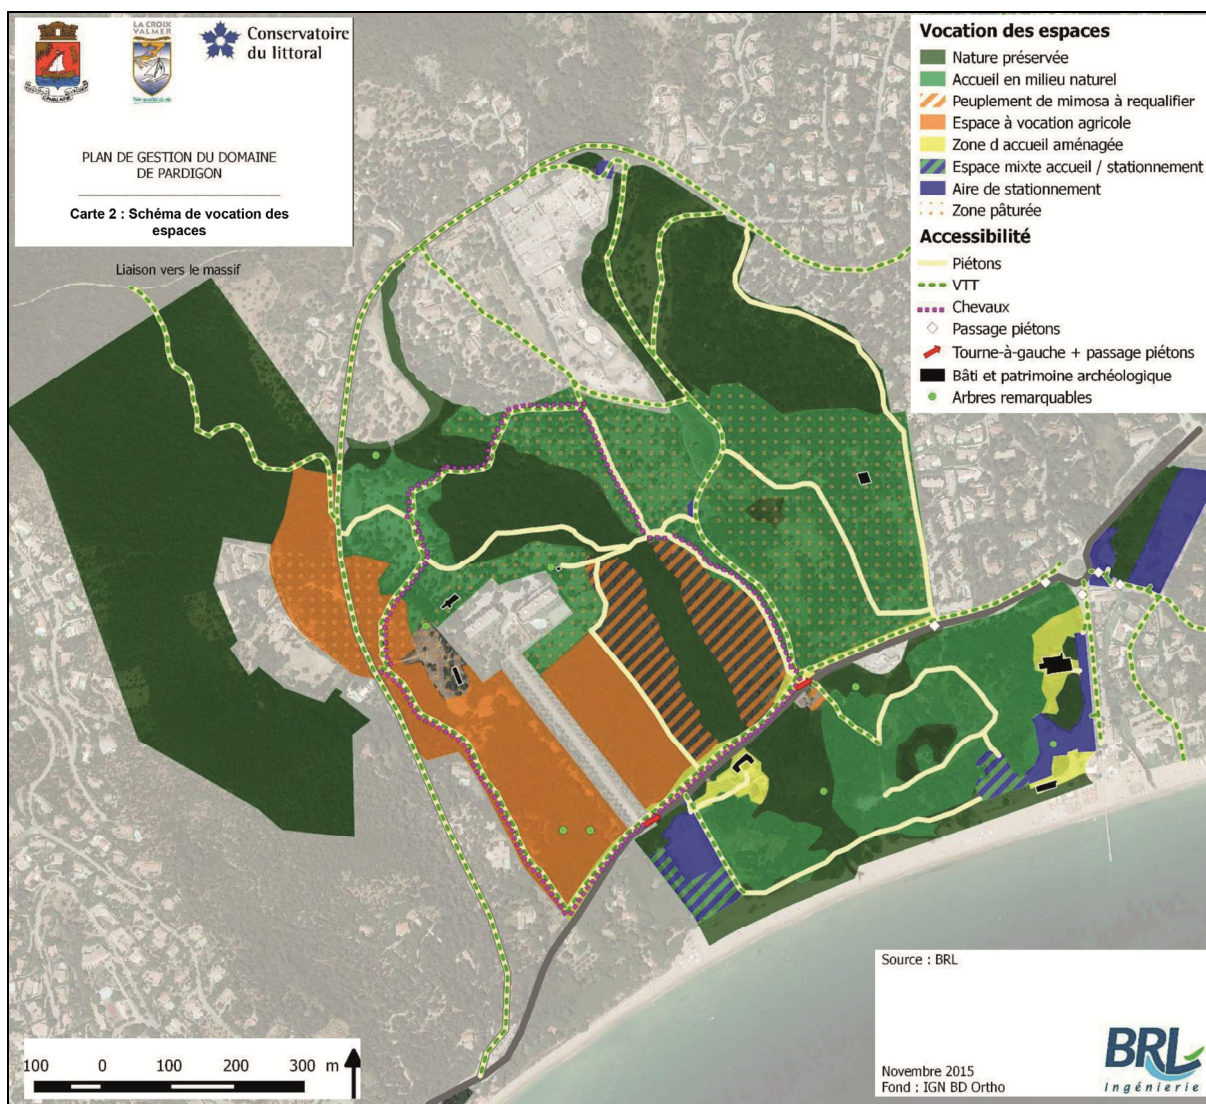 CAVALAIRE
LA CROIX
VALMER
Conservatoire
du littoral
PLAN DE GESTION DU DOMAINE
DE PARDIGON
Carte 2 : Schéma de vocation des
espaces
Liaison vers le massif
Vocation des espaces
Nature préservée
Accueil en milieu naturel
Peuplement de mimosa à requalifier
Espace à vocation agricole
Zone d accueil aménagée
Espace mixte accueil / stationnement
Aire de stationnement
Zone pâturée
Accessibilité
Piétons
VTT
Chevaux
Passage piétons
Tourne-à-gauche + passage piétons
Bâti et patrimoine archéologique
Arbres remarquables
100 0 100 200 300 m
Source : BRL
Novembre 2015
Fond : IGN BD Ortho
BRL
Ingénierie